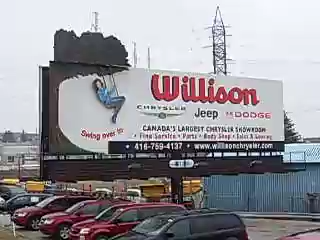 Willison
CHRYSLER Jeep DODGE
CANADA'S LARGEST CHRYSLER SHOWROOM
Fine Service • Parts • Body Shop • Sales & Leasing
Swing over to
416-759-4137 • www.willisonchrysler.com